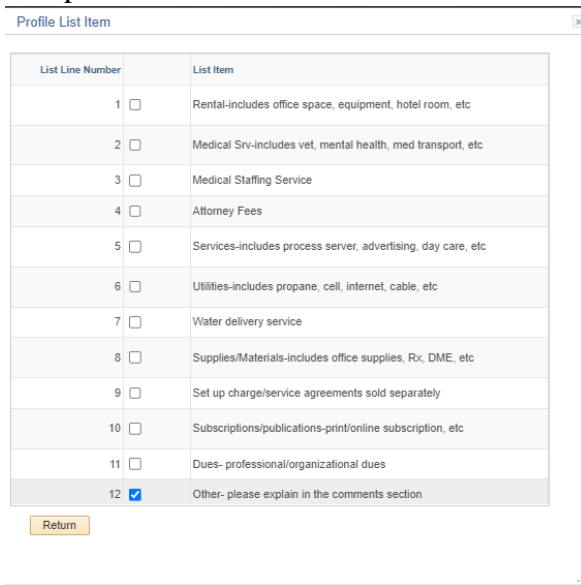 Profile List Item
List Line Number List Item
1 Rental-includes office space, equipment, hotel room, etc
2 Medical Srv-includes vet, mental health, med transport, etc
3 Medical Staffing Service
4 Attorney Fees
5 Services-includes process server, advertising, day care, etc
6 Utilities-includes propane, cell, internet, cable, etc
7 Water delivery service
8 Supplies/Materials-includes office supplies, Rx, DME, etc
9 Set up charge/service agreements sold separately
10 Subscriptions/publications-print/online subscription, etc
11 Dues- professional/organizational dues
12 Other- please explain in the comments section
Return